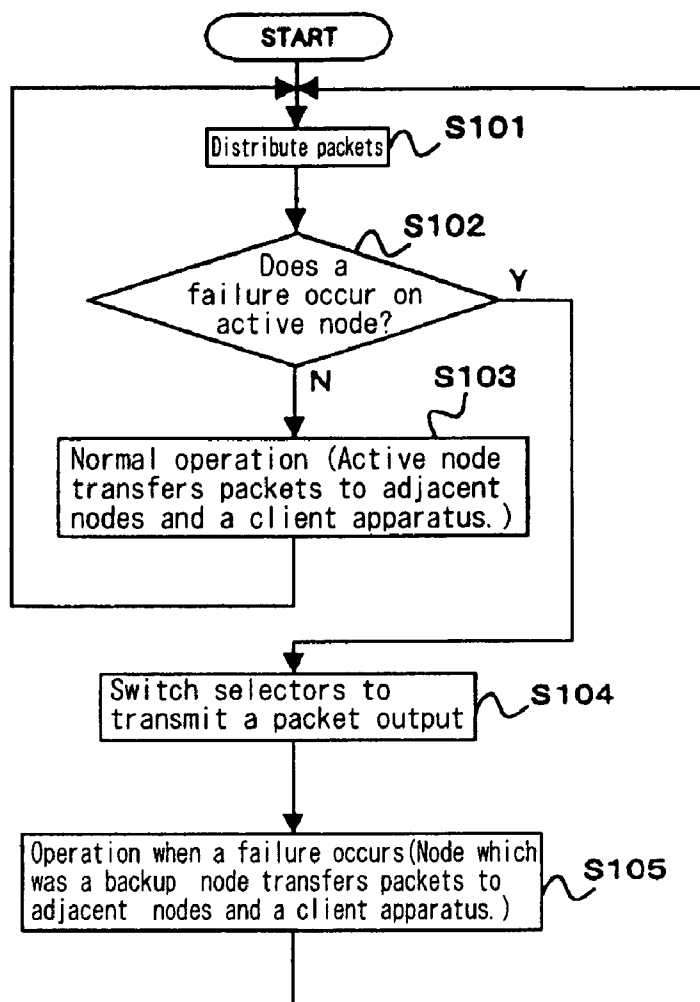 START
Distribute packets
S101
S102
Does a
failure occur on
active node?
Y
N
S103
Normal operation (Active node
transfers packets to adjacent
nodes and a client apparatus.)
Switch selectors to
transmit a packet output
S104
Operation when a failure occurs(Node which
was a backup node transfers packets to
adjacent nodes and a client apparatus.)
S105